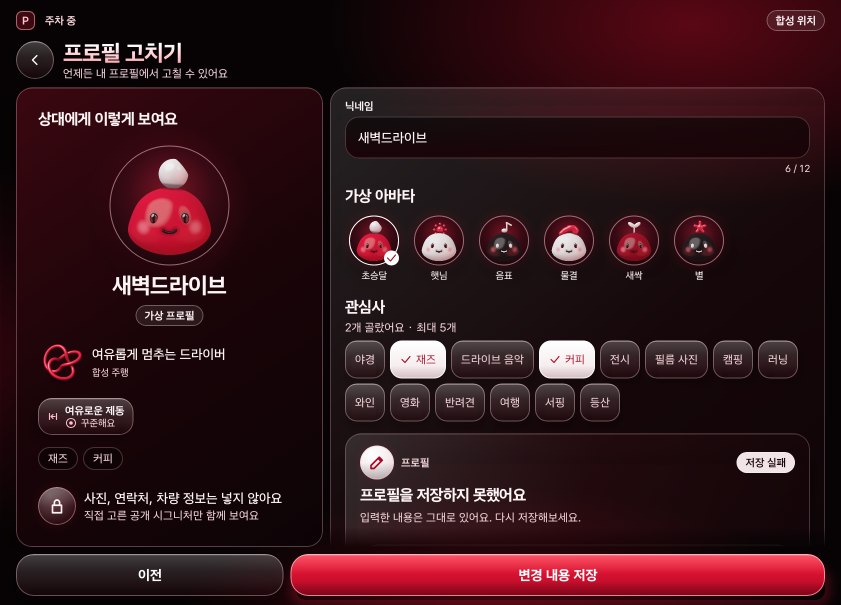 P 주차 중
합성 위치
프로필 고치기
언제든 내 프로필에서 고칠 수 있어요
상대에게 이렇게 보여요
새벽드라이브
가상 프로필
여유롭게 멈추는 드라이버
합성 주행
여유로운 제동
꾸준해요
재즈 커피
사진, 연락처, 차량 정보는 넣지 않아요
직접 고른 공개 시그니처만 함께 보여요
닉네임
새벽드라이브
6 / 12
가상 아바타
초승달 햇님 음표 물결 새싹 별
관심사
2개 골랐어요 · 최대 5개
야경 재즈 드라이브 음악 커피 전시 필름 사진 캠핑 러닝
와인 영화 반려견 여행 서핑 등산
프로필
저장 실패
프로필을 저장하지 못했어요
입력한 내용은 그대로 있어요. 다시 저장해보세요.
이전
변경 내용 저장